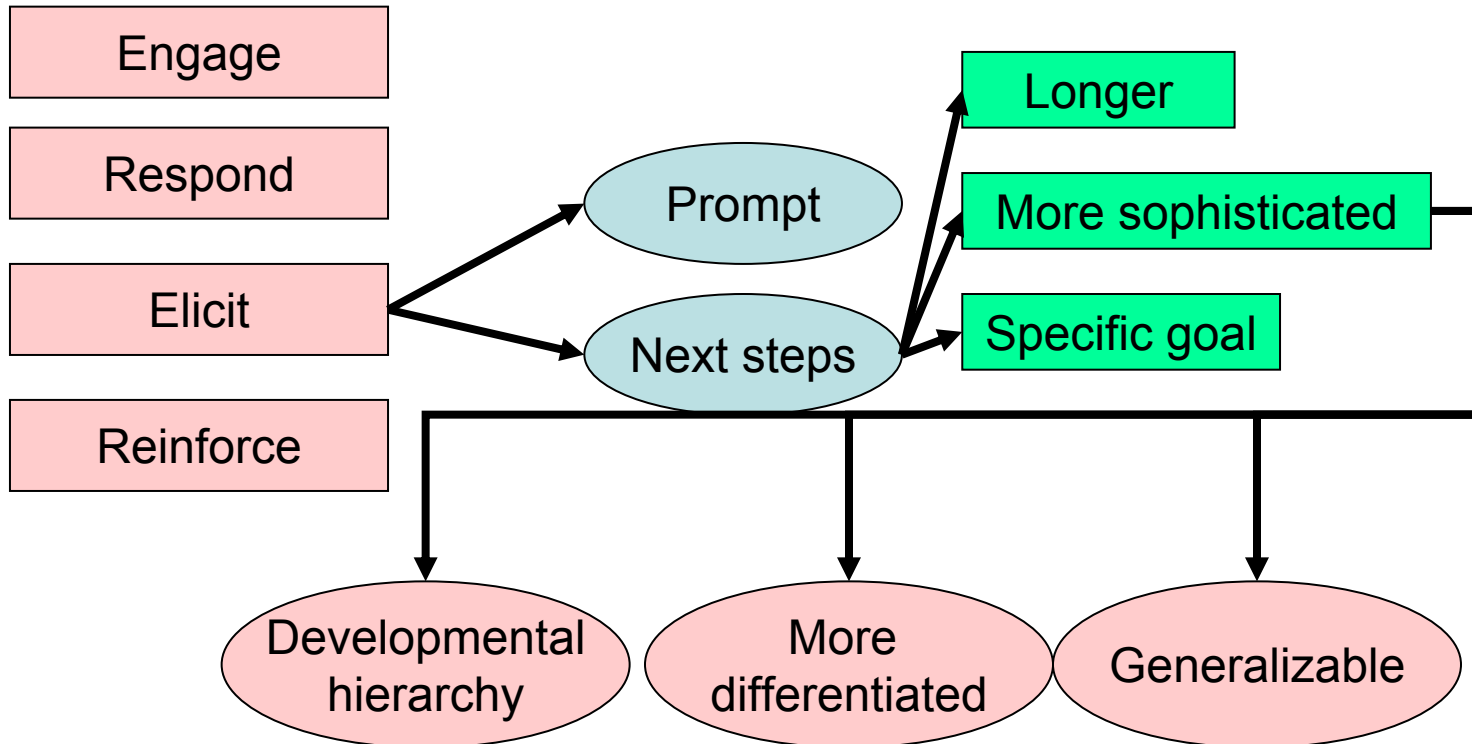 Engage
Respond
Elicit
Reinforce
Prompt
Next steps
Longer
More sophisticated
Specific goal
Developmental
hierarchy
More
differentiated
Generalizable